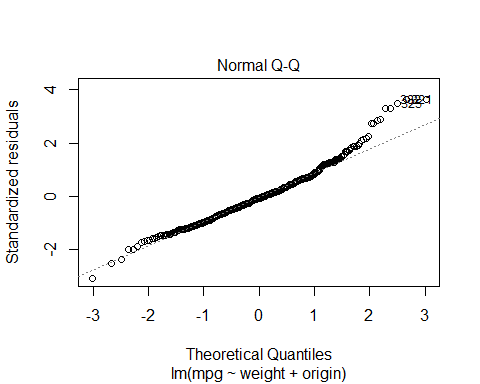 Normal Q-Q
Standardized residuals
4
2
0
-2
-3
-2
-1
0
1
2
3
Theoretical Quantiles
lm(mpg ~ weight + origin)